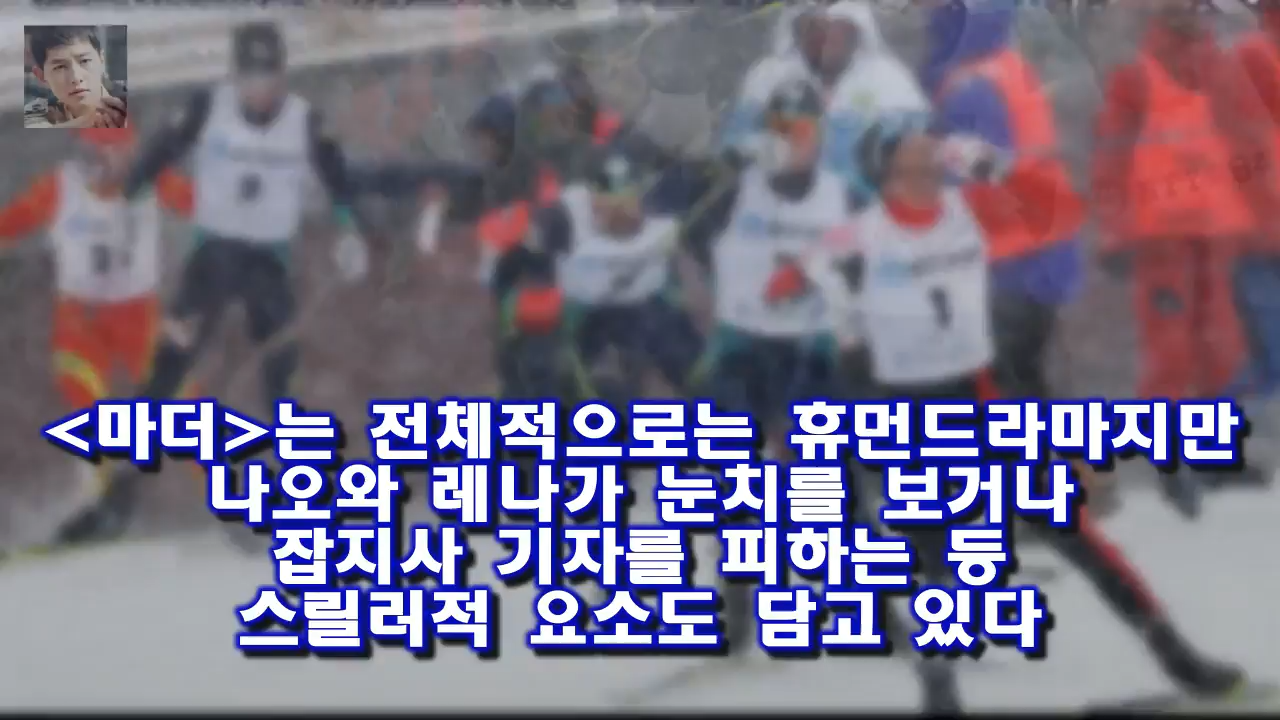 <마더>는 전체적으로는 휴먼드라마지만
나오와 레나가 눈치를 보거나
잡지사 기자를 피하는 등
스릴러적 요소도 담고 있다
1